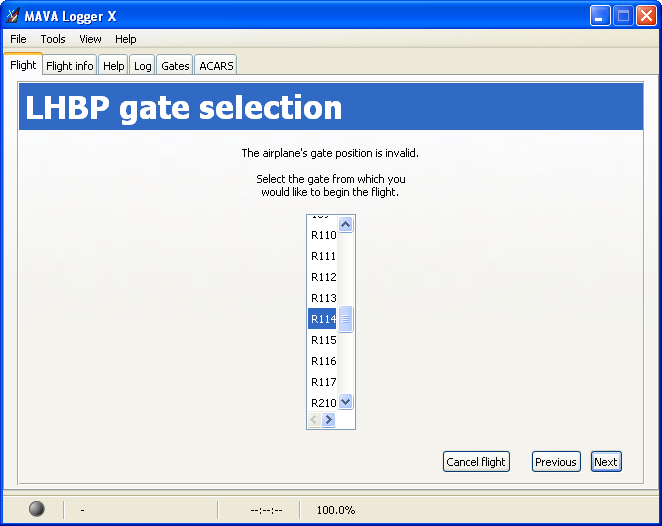 MAVA Logger X
File Tools View Help
Flight Flight info Help Log Gates ACARS
LHBP gate selection
The airplane's gate position is invalid.
Select the gate from which you
would like to begin the flight.
R110
R111
R112
R113
R114
R115
R116
R117
R210
Cancel flight Previous Next
- --:--:-- 100.0%